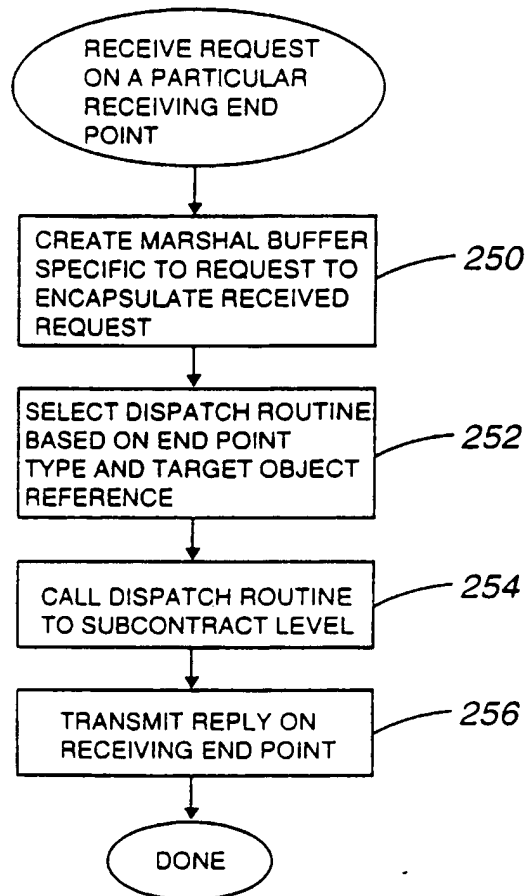 RECEIVE REQUEST
ON A PARTICULAR
RECEIVING END
POINT
CREATE MARSHAL BUFFER
SPECIFIC TO REQUEST TO
ENCAPSULATE RECEIVED
REQUEST
250
SELECT DISPATCH ROUTINE
BASED ON END POINT
TYPE AND TARGET OBJECT
REFERENCE
252
CALL DISPATCH ROUTINE
TO SUBCONTRACT LEVEL
254
TRANSMIT REPLY ON
RECEIVING END POINT
256
DONE